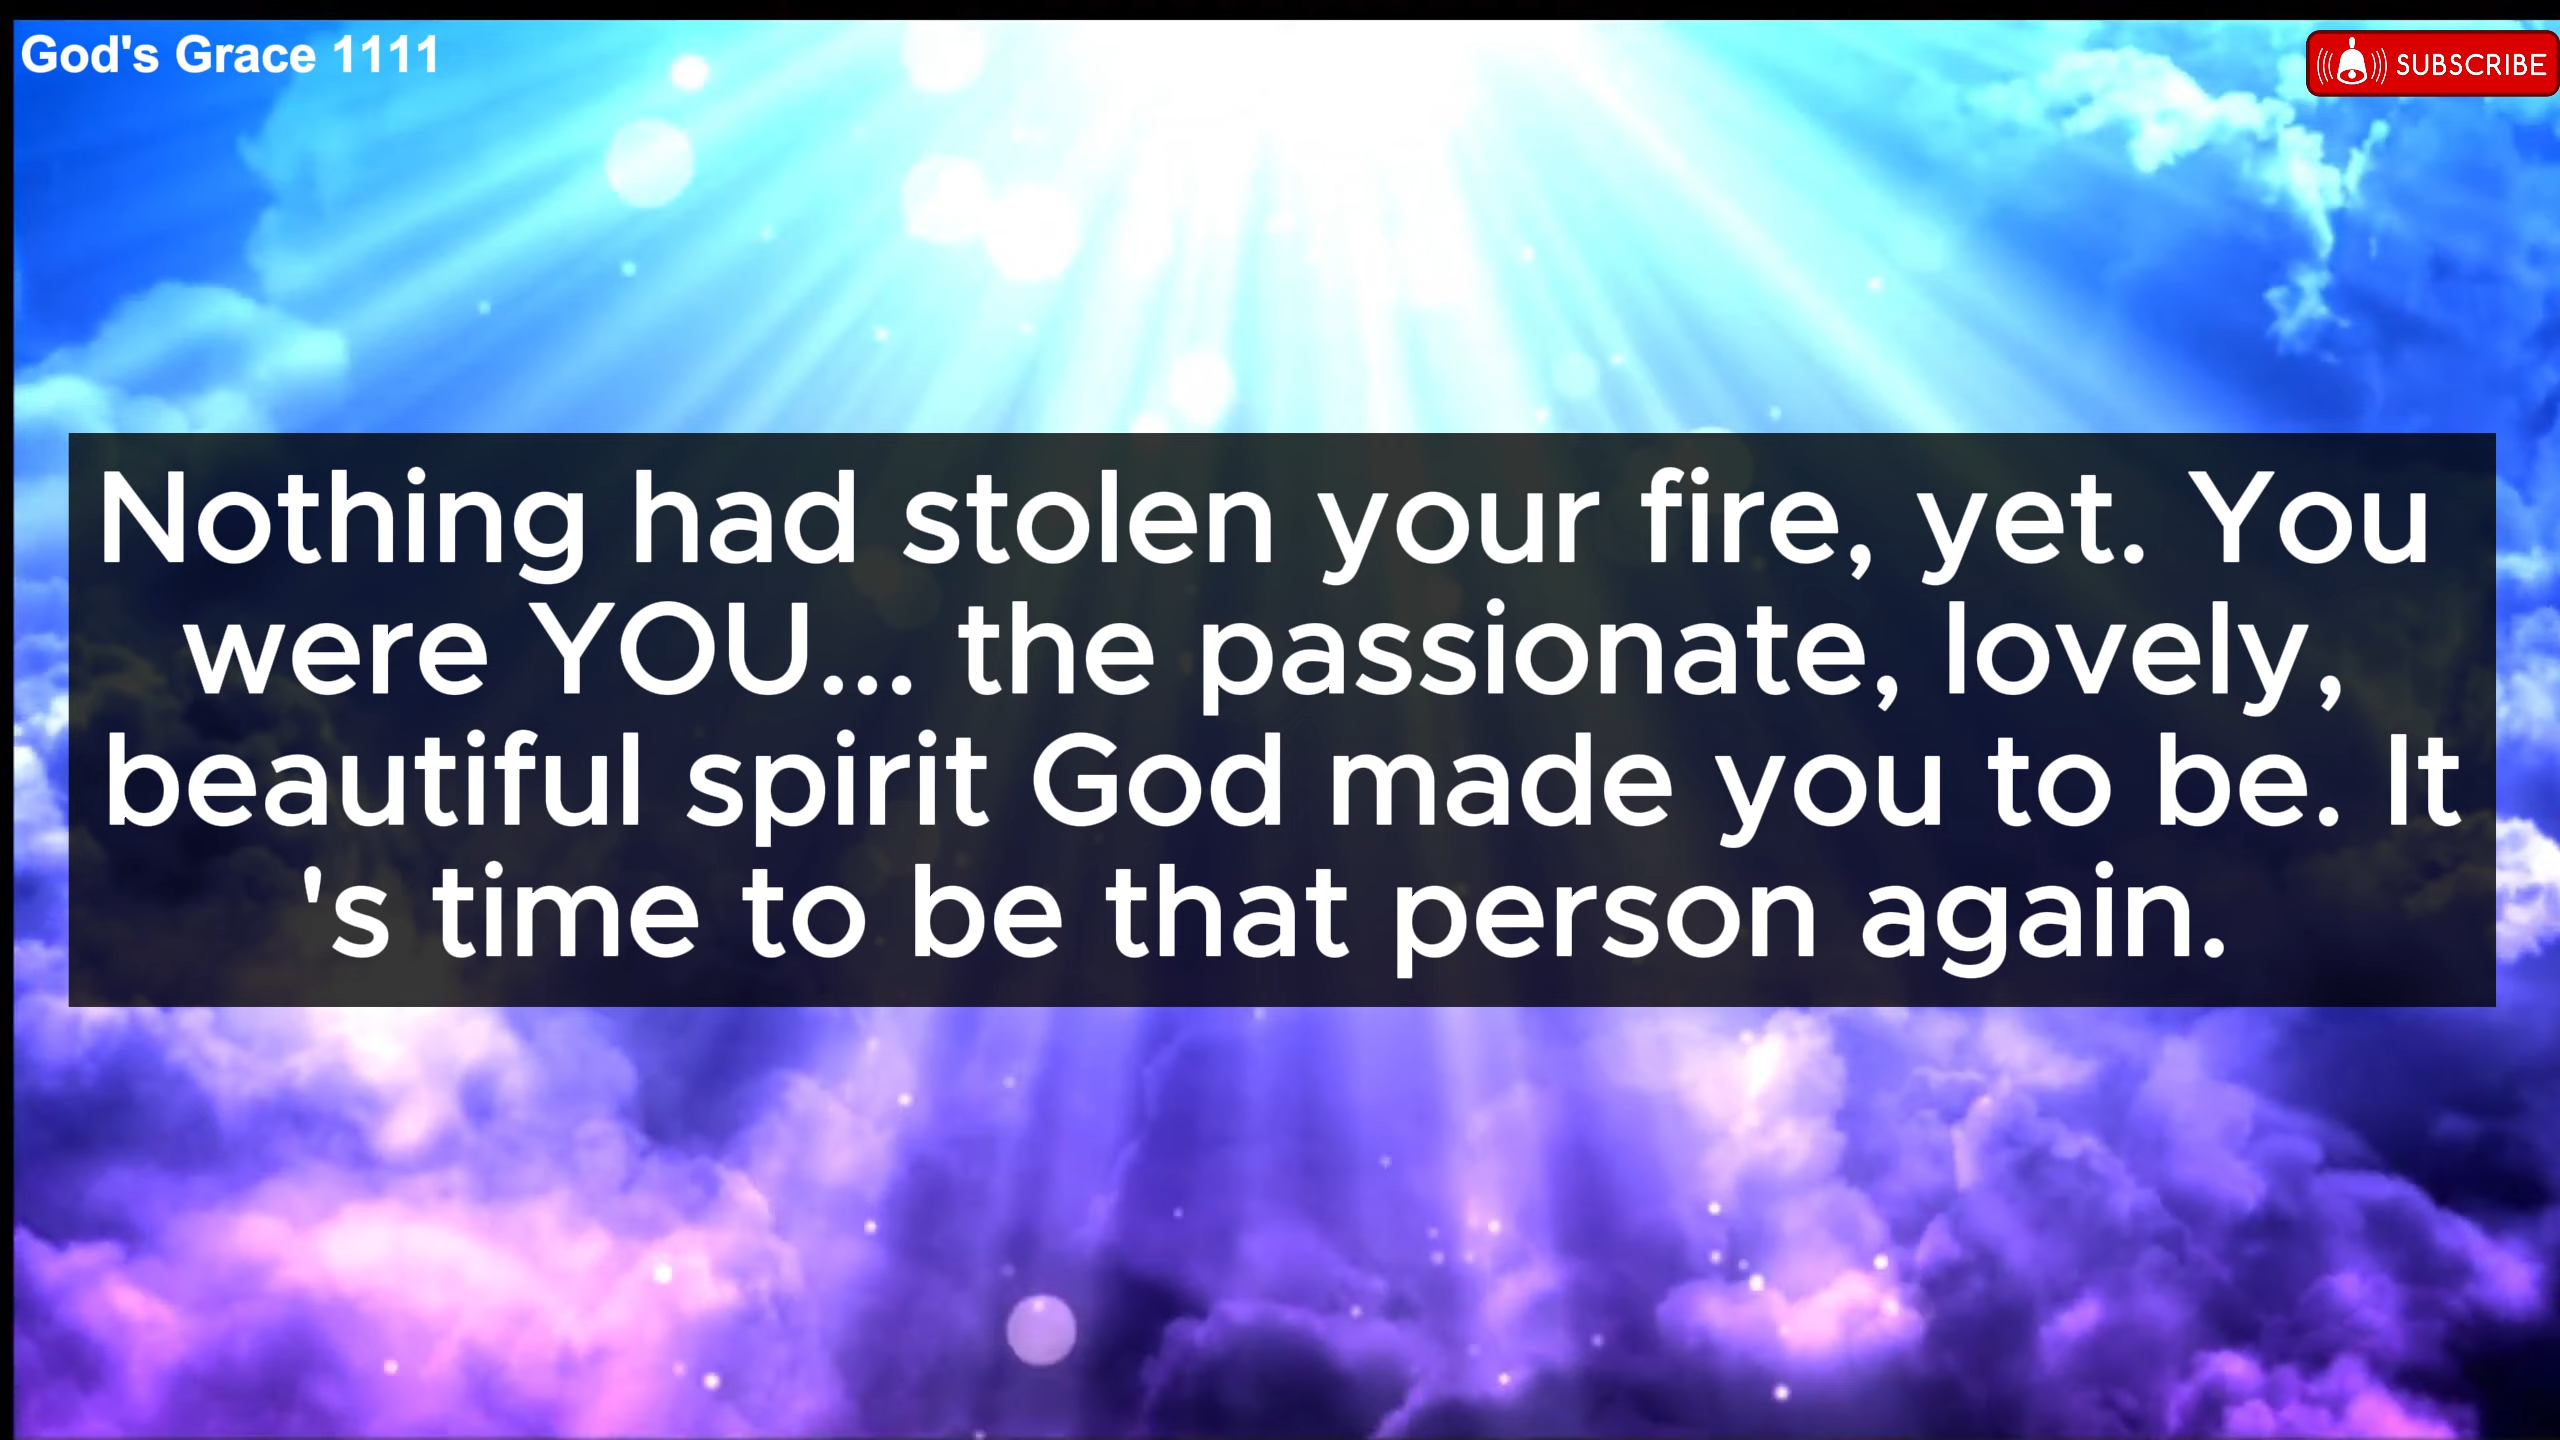 God's Grace 1111
SUBSCRIBE
Nothing had stolen your fire, yet. You
were YOU... the passionate, lovely,
beautiful spirit God made you to be. It
's time to be that person again.